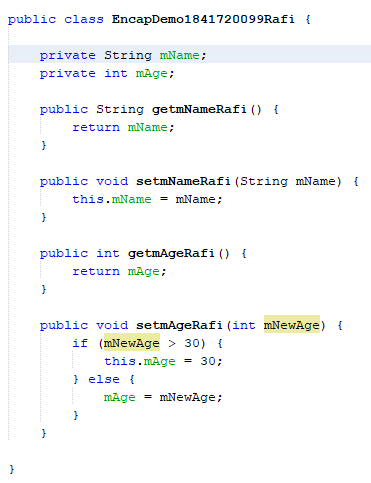 public class EncapDemo1841720099Rafi {
private String mName;
private int mAge;
public String getmNameRafi() {
return mName;
}
public void setmNameRafi(String mName) {
this.mName = mName;
}
public int getmAgeRafi() {
return mAge;
}
public void setmAgeRafi(int mNewAge) {
if (mNewAge > 30) {
this.mAge = 30;
} else {
mAge = mNewAge;
}
}
}